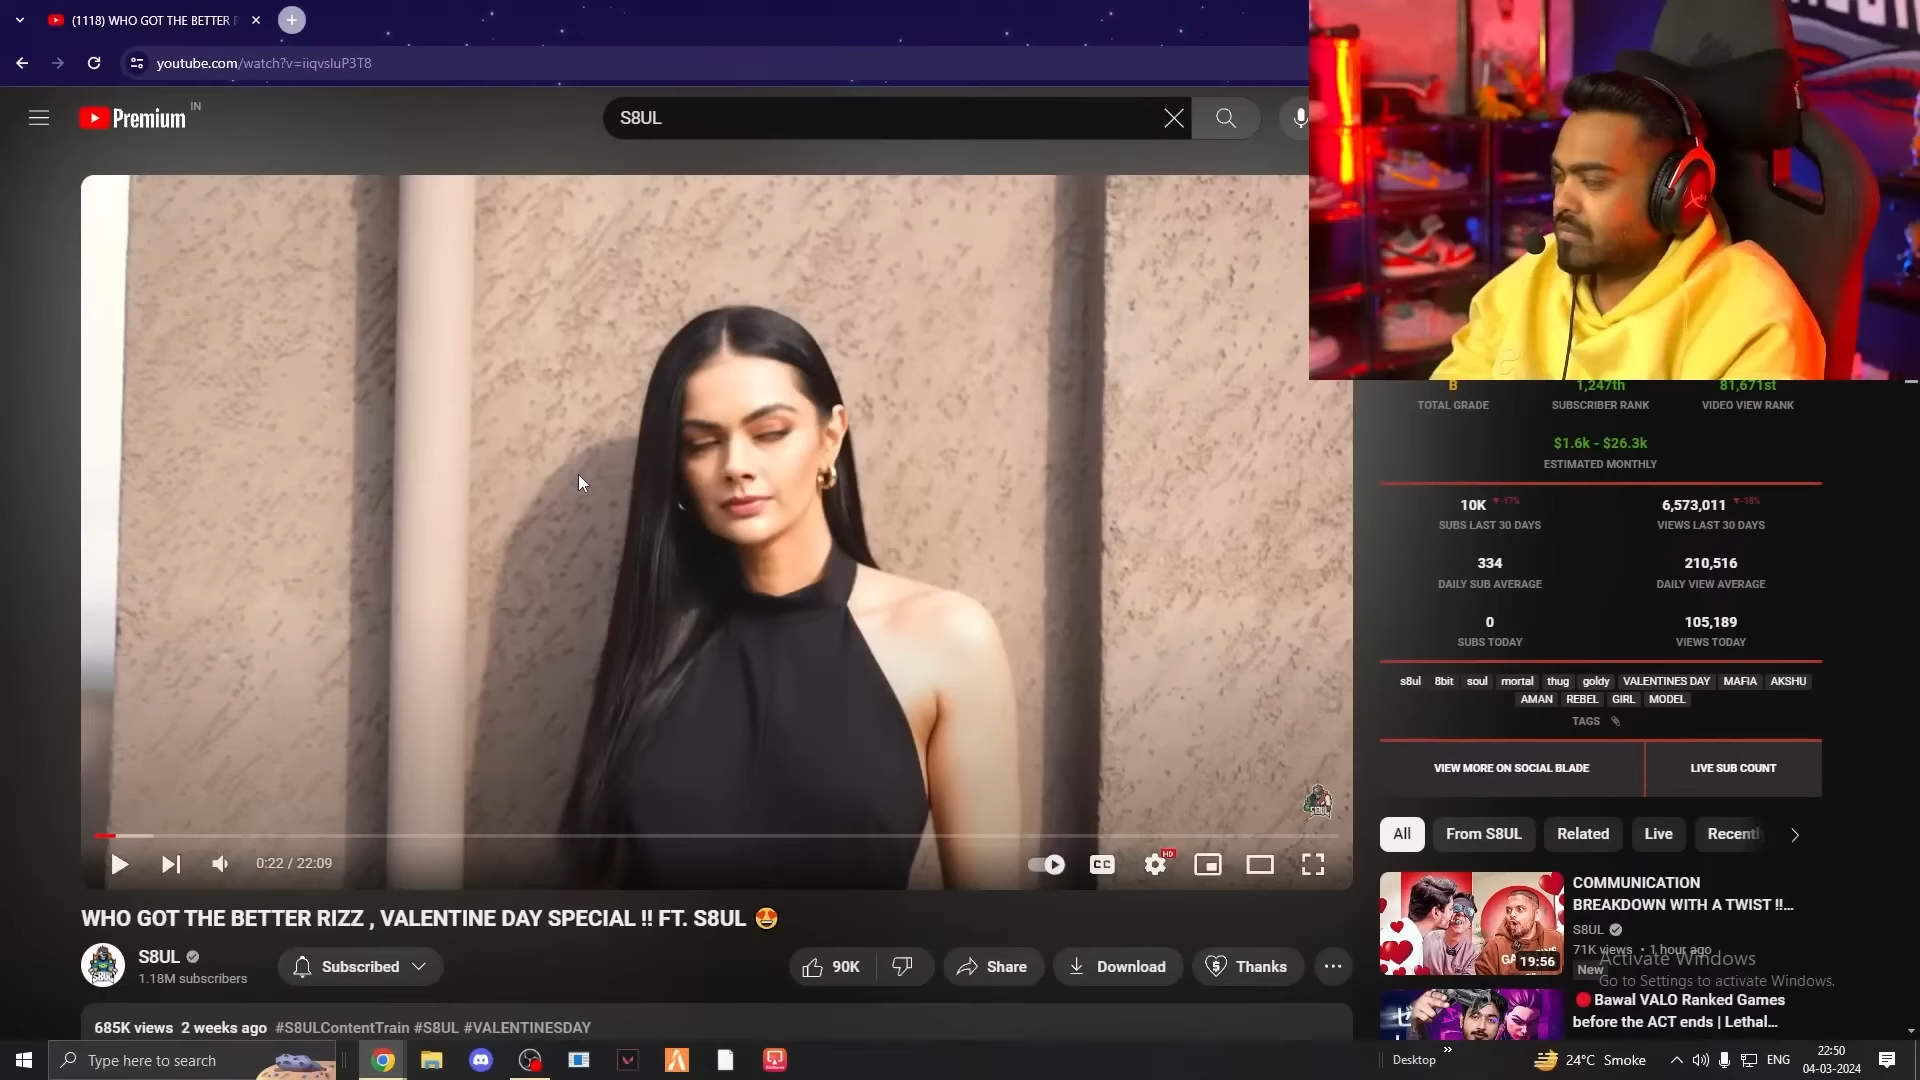 (1118) WHO GOT THE BETTER R
youtube.com/watch?v=iiqvsluP3T8
Premium IN
S8UL
B
TOTAL GRADE
1,247th
SUBSCRIBER RANK
81,671st
VIDEO VIEW RANK
$1.6k - $26.3k
ESTIMATED MONTHLY
10K -17%
SUBS LAST 30 DAYS
6,573,011 -18%
VIEWS LAST 30 DAYS
334
DAILY SUB AVERAGE
210,516
DAILY VIEW AVERAGE
0
SUBS TODAY
105,189
VIEWS TODAY
s8ul 8bit soul mortal thug goldy VALENTINES DAY MAFIA AKSHU
AMAN REBEL GIRL MODEL
TAGS
VIEW MORE ON SOCIAL BLADE
LIVE SUB COUNT
All From S8UL Related Live Recentl
0:22 / 22:09
CC
HD
WHO GOT THE BETTER RIZZ , VALENTINE DAY SPECIAL !! FT. S8UL 😍
S8UL
1.18M subscribers
Subscribed
90K
Share
Download
Thanks
685K views 2 weeks ago #S8ULContentTrain #S8UL #VALENTINESDAY
19:56
COMMUNICATION
BREAKDOWN WITH A TWIST !!...
S8UL
71K views • 1 hour ago
New
Activate Windows
Go to Settings to activate Windows.
🔴Bawal VALO Ranked Games
before the ACT ends | Lethal...
Type here to search
Desktop
24°C Smoke
ENG
22:50
04-03-2024